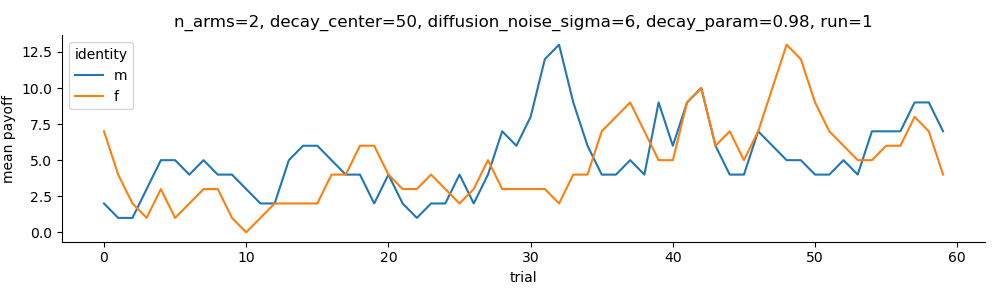 n_arms=2, decay_center=50, diffusion_noise_sigma=6, decay_param=0.98, run=1
identity
m
f
mean payoff
12.5
10.0
7.5
5.0
2.5
0.0
0 10 20 30 40 50 60
trial